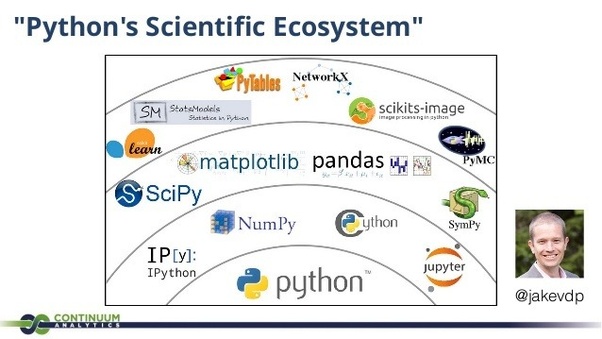 "Python's Scientific Ecosystem"
PyTables
NetworkX
SM StatsModels
Statistics in Python
scikits-image
image processing in python
learn
matplotlib
pandas
PyMC
SciPy
NumPy
Cython
SymPy
IP[y]:
IPython
python™
jupyter
@jakevdp
CONTINUUM
ANALYTICS